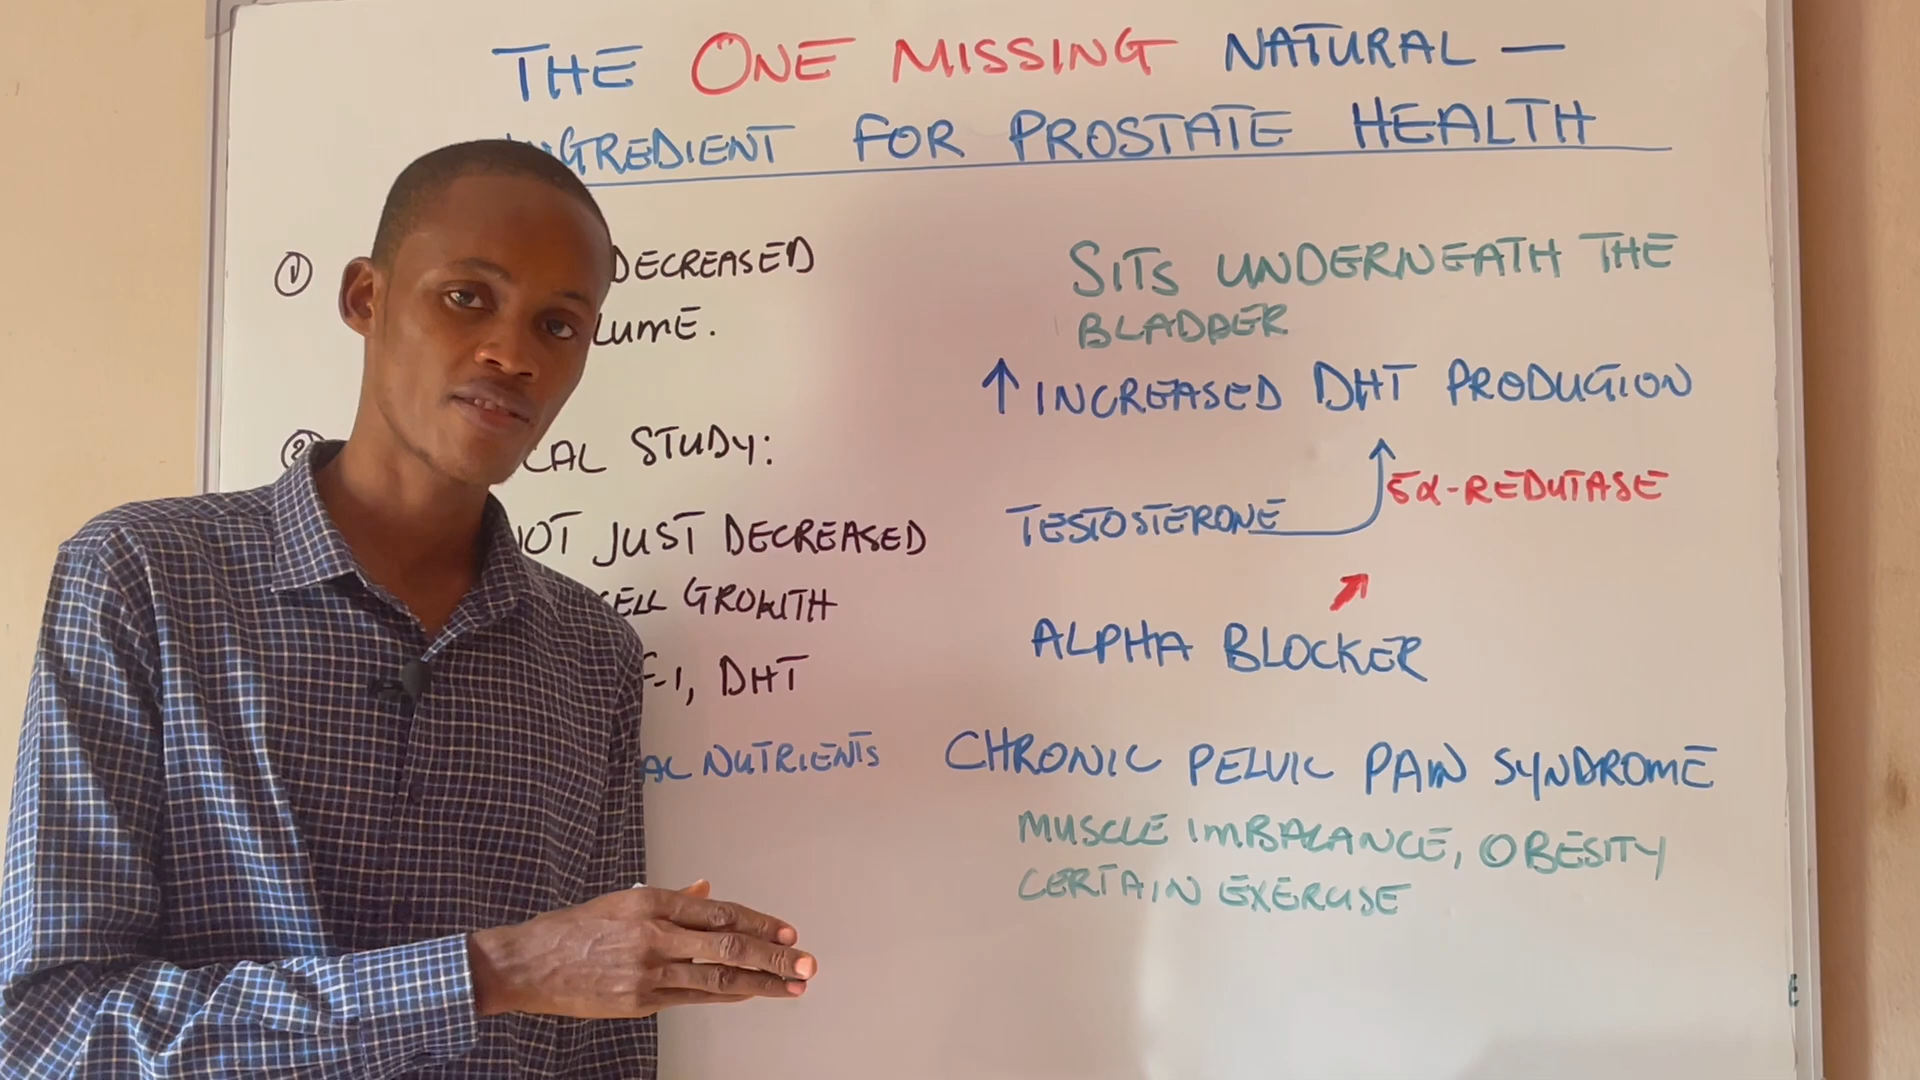 THE ONE MISSING NATURAL —
INGREDIENT FOR PROSTATE HEALTH
① DECREASED
LUME.
② CAL STUDY:
NOT JUST DECREASED
CELL GROWTH
F-1, DHT
AL NUTRIENTS
SITS UNDERNEATH THE
BLADDER
↑ INCREASED DHT PRODUCTION
5α-REDUTASE
TESTOSTERONE
ALPHA BLOCKER
CHRONIC PELVIC PAIN SYNDROME
MUSCLE IMBALANCE, OBESITY
CERTAIN EXERCISE